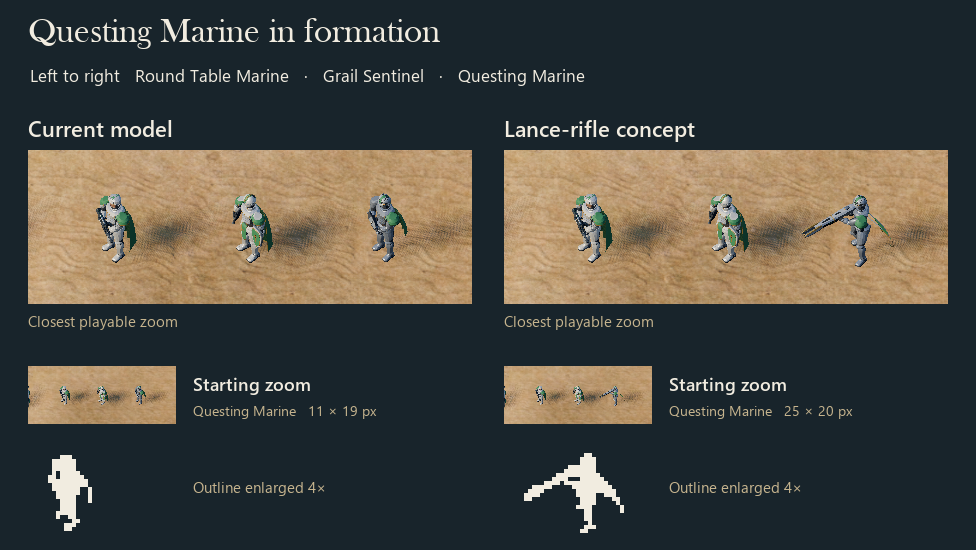 Questing Marine in formation
Left to right Round Table Marine · Grail Sentinel · Questing Marine
Current model
Lance-rifle concept
Closest playable zoom
Closest playable zoom
Starting zoom
Questing Marine 11 × 19 px
Starting zoom
Questing Marine 25 × 20 px
Outline enlarged 4×
Outline enlarged 4×